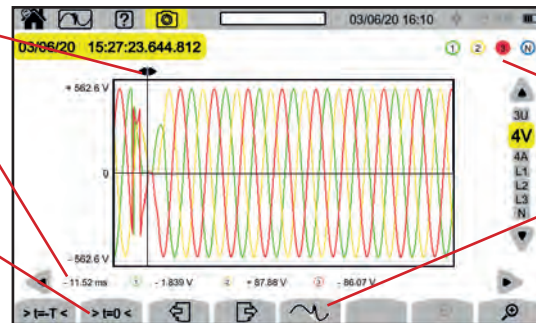 ?
03/06/20 16:10
03/06/20 15:27:23.644.812
1 2 3 N
+ 562.6 V
0
- 562.6 V
3U
4V
4A
L1
L2
L3
N
- 11.52 ms 1 - 1.839 V 2 + 87.88 V 3 - 86.07 V
> t=-T < > t=0 <